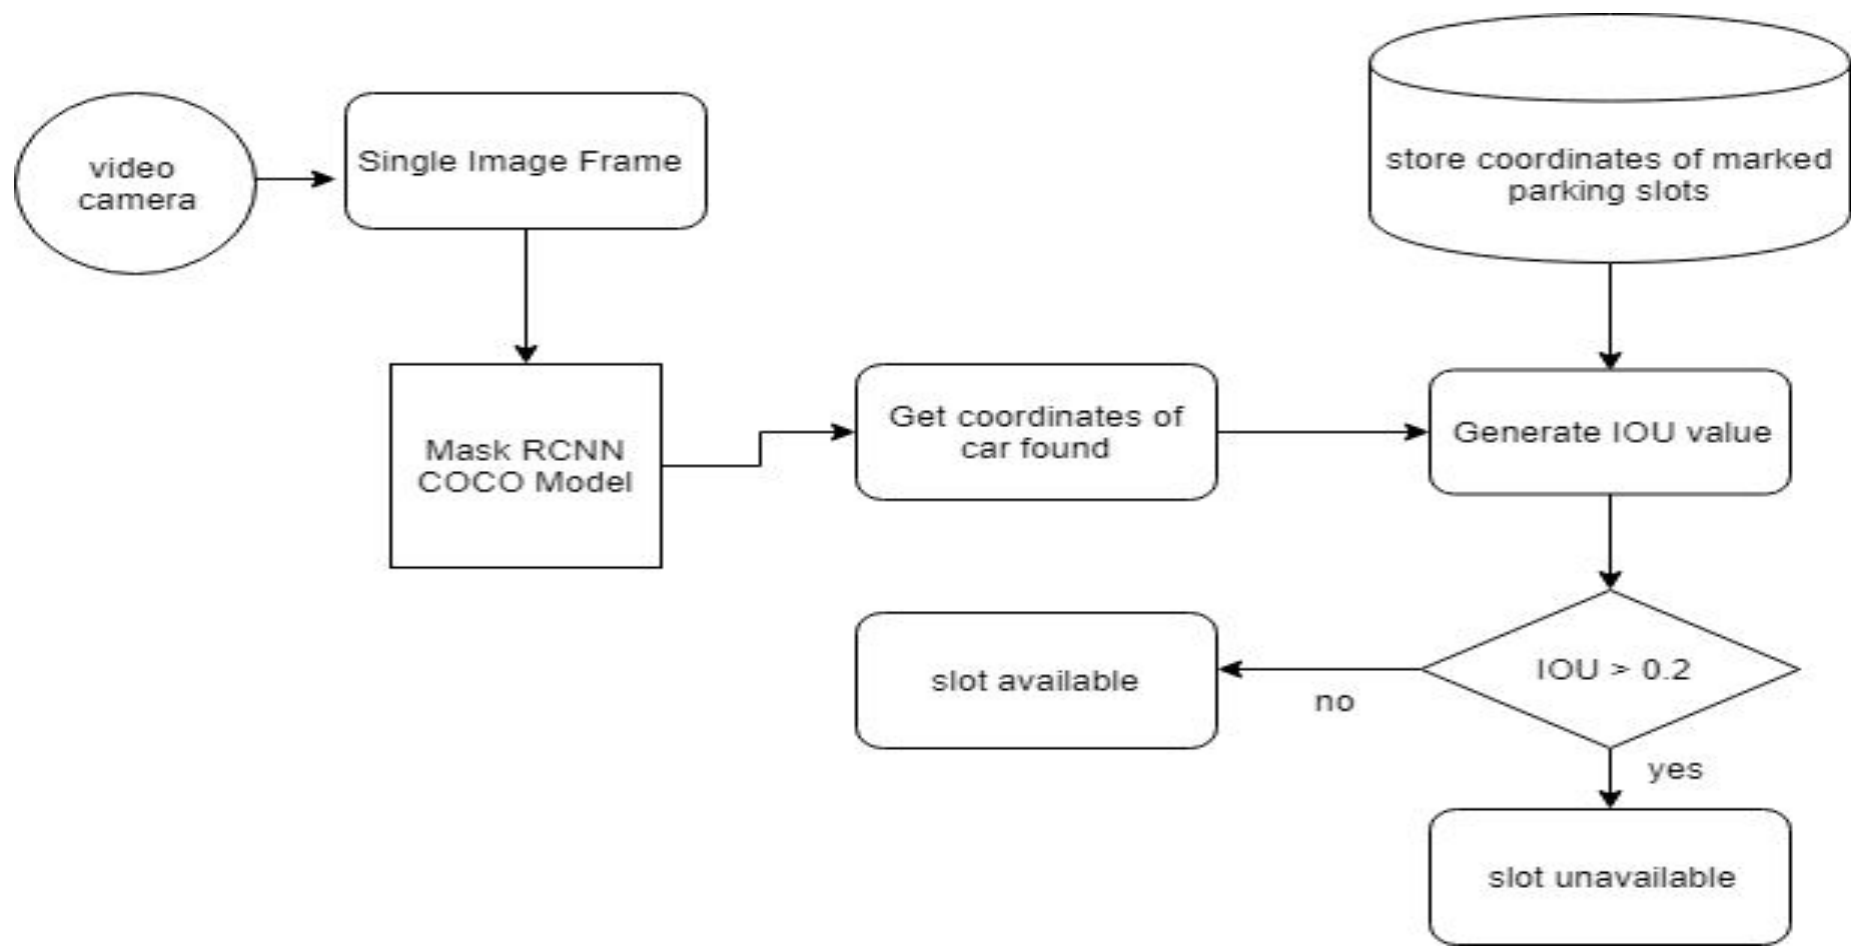 video
camera
Single Image Frame
store coordinates of marked
parking slots
Mask RCNN
COCO Model
Get coordinates of
car found
Generate IOU value
IOU > 0.2
no
slot available
yes
slot unavailable